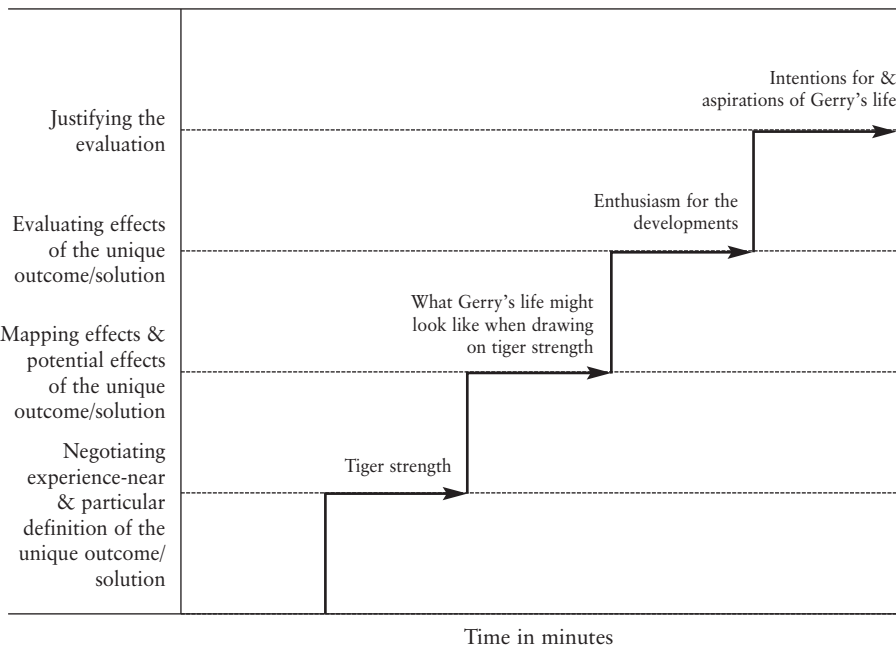 Intentions for &
aspirations of Gerry’s life
Justifying the
evaluation
Enthusiasm for the
developments
Evaluating effects
of the unique
outcome/solution
What Gerry’s life might
look like when drawing
on tiger strength
Mapping effects &
potential effects
of the unique
outcome/solution
Tiger strength
Negotiating
experience-near
& particular
definition of the
unique outcome/
solution
Time in minutes